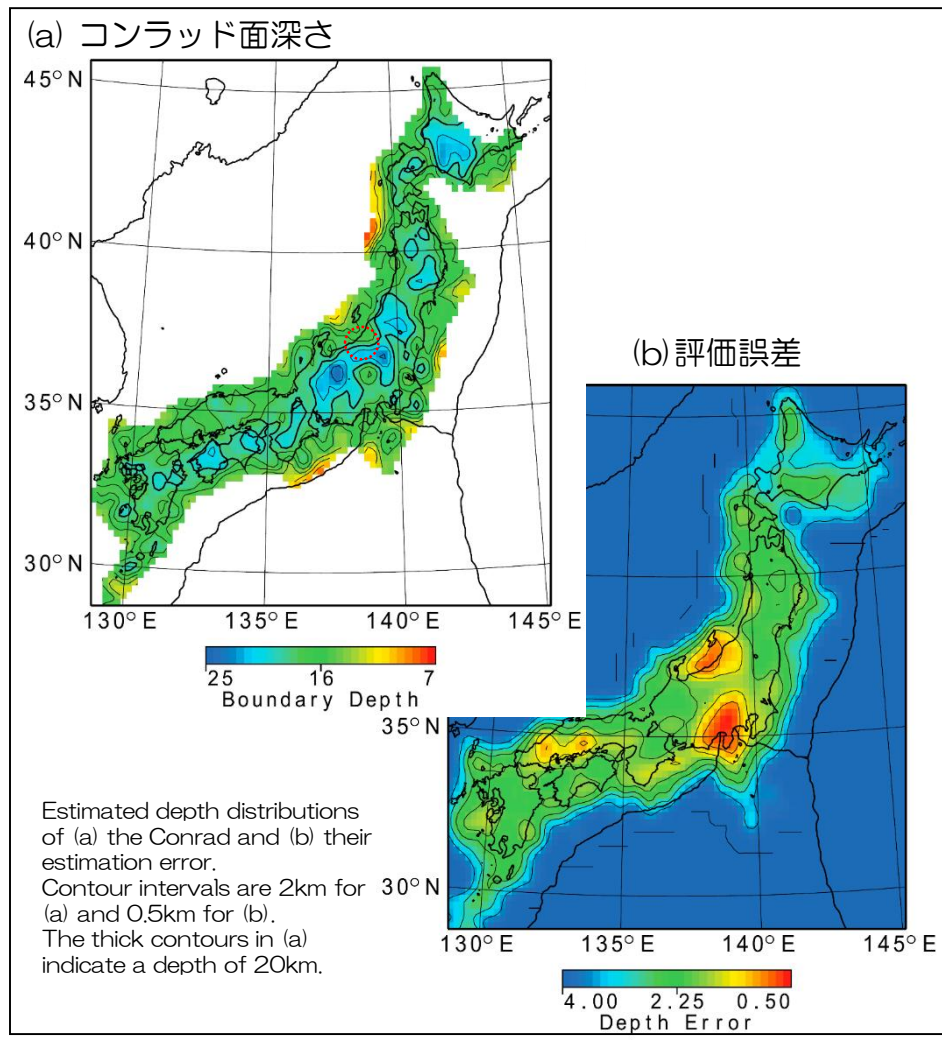 (a) コンラッド面深さ
45° N
40° N
35° N
30° N
130° E
135° E
140° E
145° E
25
16
7
Boundary Depth
(b) 評価誤差
35° N
30° N
130° E
135° E
140° E
145° E
4.00
2.25
0.50
Depth Error
Estimated depth distributions
of (a) the Conrad and (b) their
estimation error.
Contour intervals are 2km for
(a) and 0.5km for (b).
The thick contours in (a)
indicate a depth of 20km.